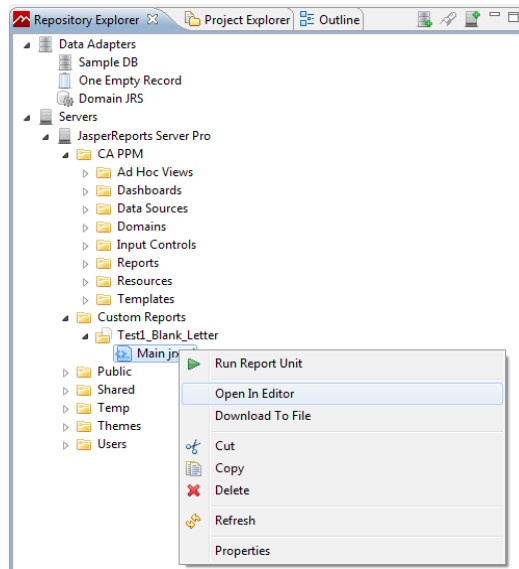 Repository Explorer Project Explorer Outline
Data Adapters
Sample DB
One Empty Record
Domain JRS
Servers
JasperReports Server Pro
CA PPM
Ad Hoc Views
Dashboards
Data Sources
Domains
Input Controls
Reports
Resources
Templates
Custom Reports
Test1_Blank_Letter
Main
Run Report Unit
Public
Open In Editor
Shared
Download To File
Temp
Themes
Cut
Users
Copy
Delete
Refresh
Properties